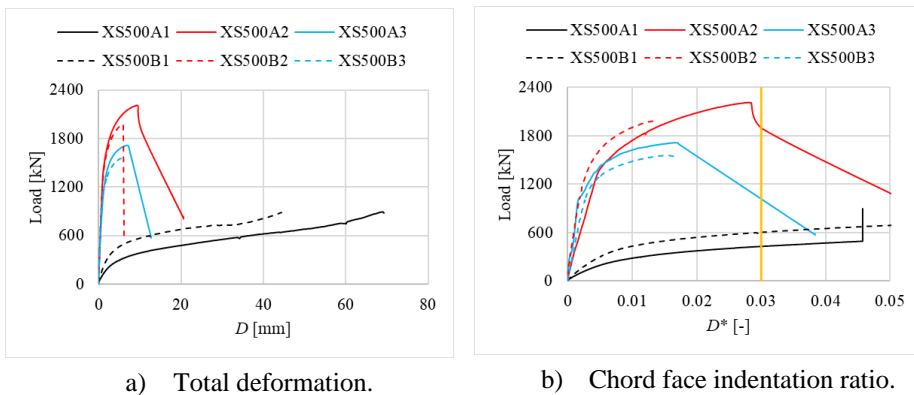 XS500A1 XS500A2 XS500A3
XS500B1 XS500B2 XS500B3
2400
1800
1200
600
0
Load [kN]
0 20 40 60 80
D [mm]
a) Total deformation.
XS500A1 XS500A2 XS500A3
XS500B1 XS500B2 XS500B3
2400
1800
1200
600
0
Load [kN]
0 0.01 0.02 0.03 0.04 0.05
D* [-]
b) Chord face indentation ratio.